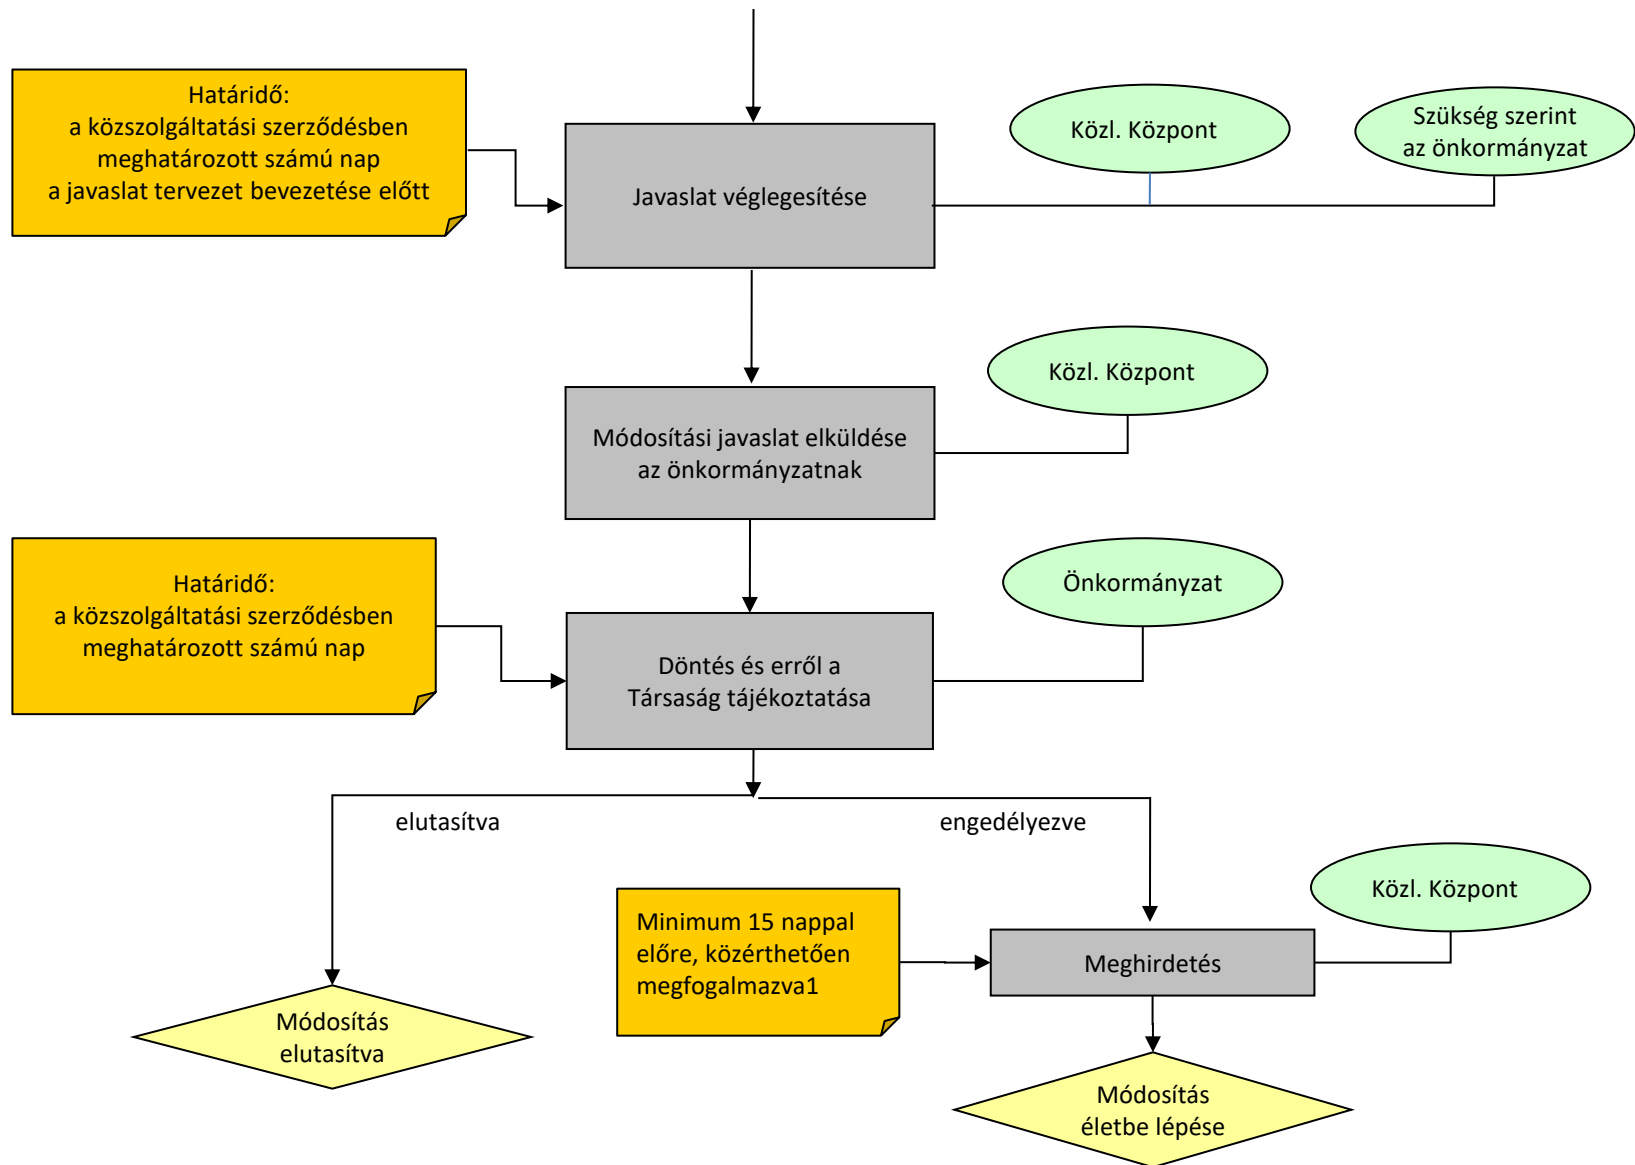 Határidő:
a közszolgáltatási szerződésben
meghatározott számú nap
a javaslat tervezet bevezetése előtt
Javaslat véglegesítése
Közl. Központ
Szükség szerint
az önkormányzat
Közl. Központ
Módosítási javaslat elküldése
az önkormányzatnak
Határidő:
a közszolgáltatási szerződésben
meghatározott számú nap
Önkormányzat
Döntés és erről a
Társaság tájékoztatása
elutasítva
engedélyezve
Minimum 15 nappal
előre, közérthetően
megfogalmazva1
Közl. Központ
Meghirdetés
Módosítás
elutasítva
Módosítás
életbe lépése